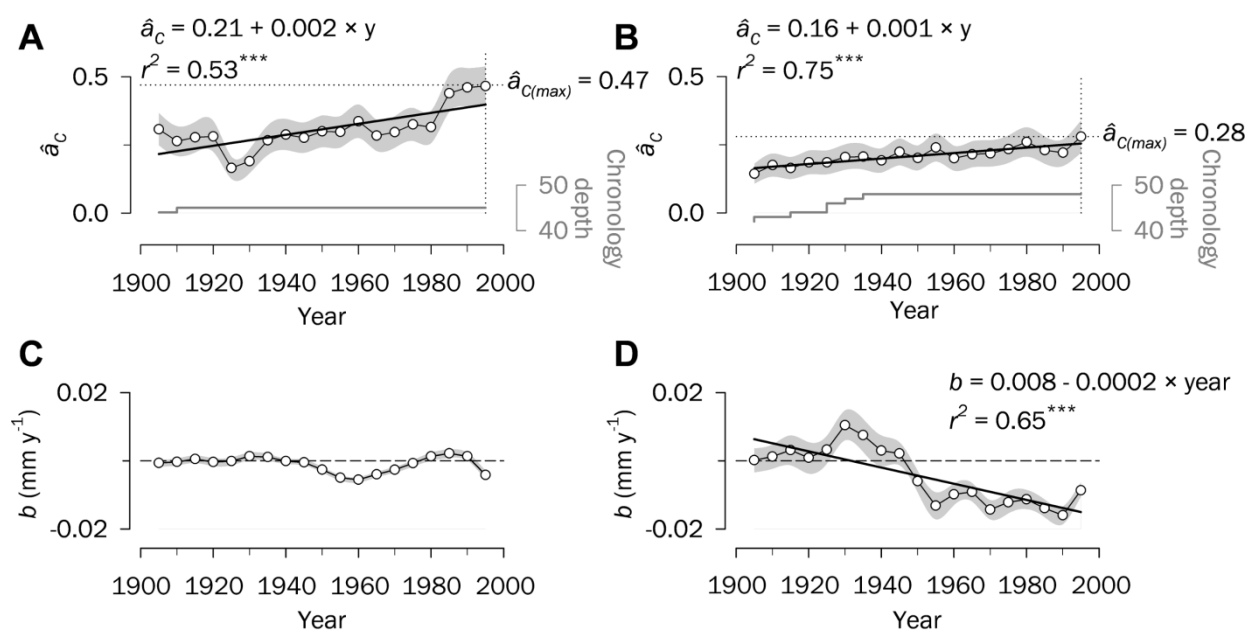 A
â_C = 0.21 + 0.002 × y
r² = 0.53***
0.5
0.0
â_C
â_C(max) = 0.47
50
40
Chronology
depth
1900 1920 1940 1960 1980 2000
Year
B
â_C = 0.16 + 0.001 × y
r² = 0.75***
0.5
0.0
â_C
â_C(max) = 0.28
50
40
Chronology
depth
1900 1920 1940 1960 1980 2000
Year
C
0.02
-0.02
b (mm y⁻¹)
1900 1920 1940 1960 1980 2000
Year
D
b = 0.008 - 0.0002 × year
r² = 0.65***
0.02
-0.02
b (mm y⁻¹)
1900 1920 1940 1960 1980 2000
Year